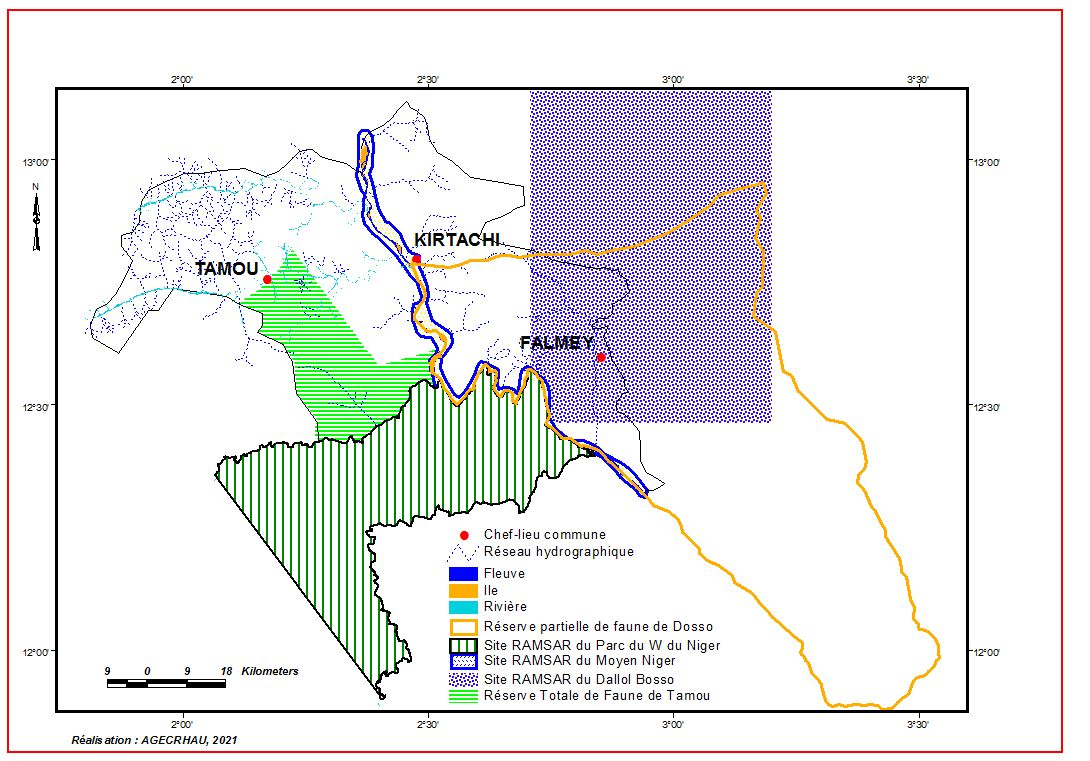 2°00' 2°30' 3°00' 3°30'
13°00' 13°00'
N
KIRTACHI
TAMOU
FALMEY
12°30' 12°30'
Chef-lieu commune
Réseau hydrographique
Fleuve
Ile
Rivière
Réserve partielle de faune de Dosso
Site RAMSAR du Parc du W du Niger
12°00' 12°00'
Site RAMSAR du Moyen Niger
Site RAMSAR du Dallol Bosso
Réserve Totale de Faune de Tamou
9 0 9 18 Kilometers
2°00' 2°30' 3°00' 3°30'
Réalisation : AGECRHAU, 2021